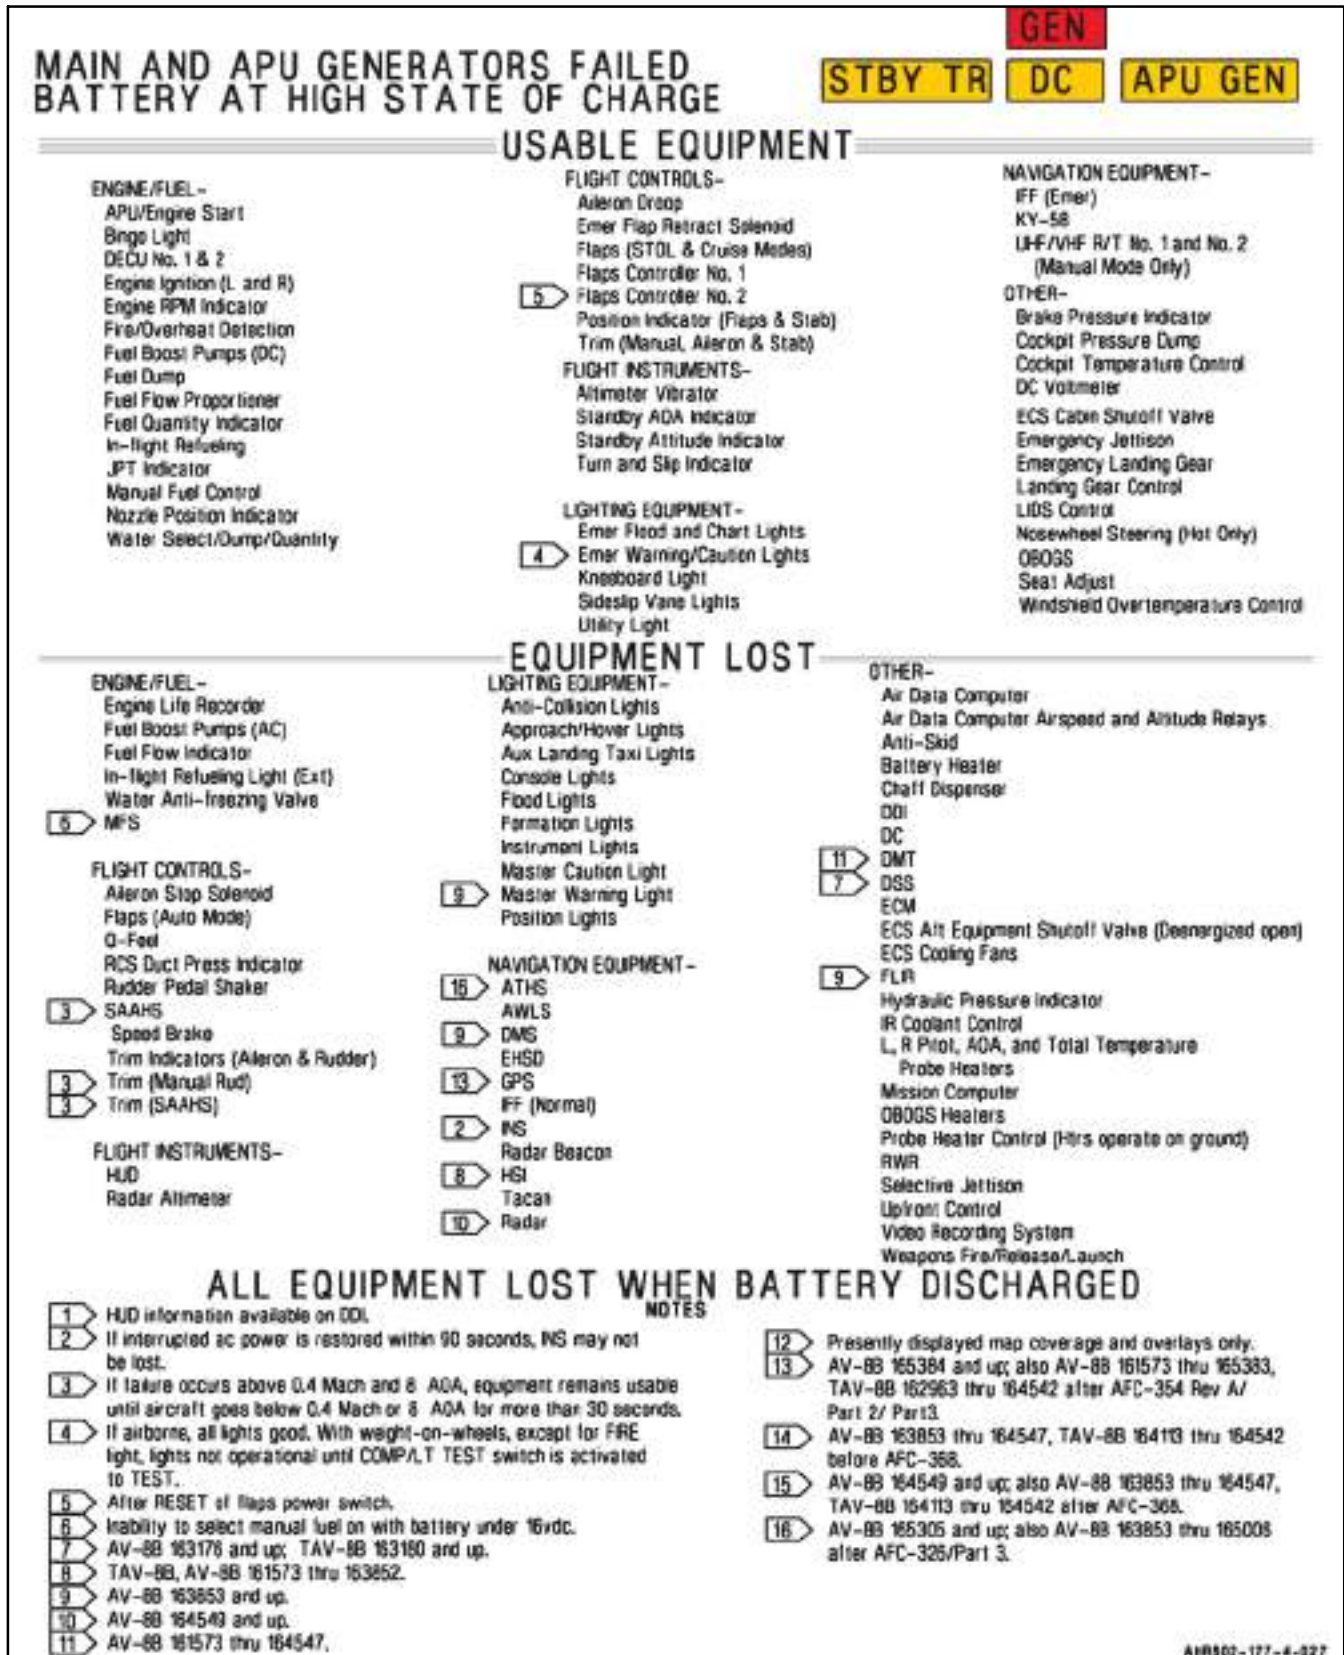 GEN
MAIN AND APU GENERATORS FAILED
BATTERY AT HIGH STATE OF CHARGE
STBY TR DC APU GEN
USABLE EQUIPMENT
ENGINE/FUEL-
APU/Engine Start
Bingo Light
DECU No. 1 & 2
Engine Ignition (L and R)
Engine RPM Indicator
Fire/Overheat Detection
Fuel Boost Pumps (DC)
Fuel Dump
Fuel Flow Proportioner
Fuel Quantity Indicator
In-flight Refueling
JPT Indicator
Manual Fuel Control
Nozzle Position Indicator
Water Select/Dump/Quantity
FLIGHT CONTROLS-
Aileron Droop
Emer Flap Retract Solenoid
Flaps (STOL & Cruise Modes)
Flaps Controller No. 1
5 Flaps Controller No. 2
Position Indicator (Flaps & Stab)
Trim (Manual, Aileron & Stab)
FLIGHT INSTRUMENTS-
Altimeter Vibrator
Standby AOA Indicator
Standby Attitude Indicator
Turn and Slip Indicator
LIGHTING EQUIPMENT-
Emer Flood and Chart Lights
4 Emer Warning/Caution Lights
Kneeboard Light
Sideslip Vane Lights
Utility Light
NAVIGATION EQUIPMENT-
IFF (Emer)
KY-58
UHF/VHF R/T No. 1 and No. 2
(Manual Mode Only)
OTHER-
Brake Pressure Indicator
Cockpit Pressure Dump
Cockpit Temperature Control
DC Voltmeter
ECS Cabin Shutoff Valve
Emergency Jettison
Emergency Landing Gear
Landing Gear Control
LIDS Control
Nosewheel Steering (Hot Only)
OBOGS
Seat Adjust
Windshield Overtemperature Control
EQUIPMENT LOST
ENGINE/FUEL-
Engine Life Recorder
Fuel Boost Pumps (AC)
Fuel Flow Indicator
In-flight Refueling Light (Ext)
Water Anti-freezing Valve
6 MFS
FLIGHT CONTROLS-
Aileron Stop Solenoid
Flaps (Auto Mode)
Q-Feel
RCS Duct Press Indicator
Rudder Pedal Shaker
3 SAAHS
Speed Brake
Trim Indicators (Aileron & Rudder)
3 Trim (Manual Rud)
3 Trim (SAAHS)
FLIGHT INSTRUMENTS-
HUD
Radar Altimeter
LIGHTING EQUIPMENT-
Anti-Collision Lights
Approach/Hover Lights
Aux Landing Taxi Lights
Console Lights
Flood Lights
Formation Lights
Instrument Lights
Master Caution Light
9 Master Warning Light
Position Lights
NAVIGATION EQUIPMENT-
16 ATHS
AWLS
9 DMS
EHSD
13 GPS
IFF (Normal)
2 INS
Radar Beacon
8 HSI
Tacan
10 Radar
OTHER-
Air Data Computer
Air Data Computer Airspeed and Altitude Relays
Anti-Skid
Battery Heater
Chaff Dispenser
DDI
DC
11 DMT
7 DSS
ECM
ECS Aft Equipment Shutoff Valve (Deenergized open)
ECS Cooling Fans
9 FLIR
Hydraulic Pressure Indicator
IR Coolant Control
L, R Pitot, AOA, and Total Temperature
Probe Heaters
Mission Computer
OBOGS Heaters
Probe Heater Control (Htrs operate on ground)
RWR
Selective Jettison
Upfront Control
Video Recording System
Weapons Fire/Release/Launch
ALL EQUIPMENT LOST WHEN BATTERY DISCHARGED
NOTES
1 HUD information available on DDI.
2 If interrupted ac power is restored within 90 seconds, INS may not
be lost.
3 If failure occurs above 0.4 Mach and 8 AOA, equipment remains usable
until aircraft goes below 0.4 Mach or 8 AOA for more than 30 seconds.
4 If airborne, all lights good. With weight-on-wheels, except for FIRE
light, lights not operational until COMP/LT TEST switch is activated
to TEST.
5 After RESET of flaps power switch.
6 Inability to select manual fuel on with battery under 16vdc.
7 AV-8B 163176 and up; TAV-8B 163180 and up.
8 TAV-8B, AV-8B 161573 thru 163852.
9 AV-8B 163853 and up.
10 AV-8B 164549 and up.
11 AV-8B 161573 thru 164547.
12 Presently displayed map coverage and overlays only.
13 AV-8B 165384 and up; also AV-8B 161573 thru 165383,
TAV-8B 162963 thru 164542 after AFC-354 Rev A/
Part 2/ Part3.
14 AV-8B 163853 thru 164547, TAV-8B 164113 thru 164542
before AFC-368.
15 AV-8B 164549 and up; also AV-8B 163853 thru 164547,
TAV-8B 164113 thru 164542 after AFC-368.
16 AV-8B 165305 and up; also AV-8B 163853 thru 165006
after AFC-326/Part 3.